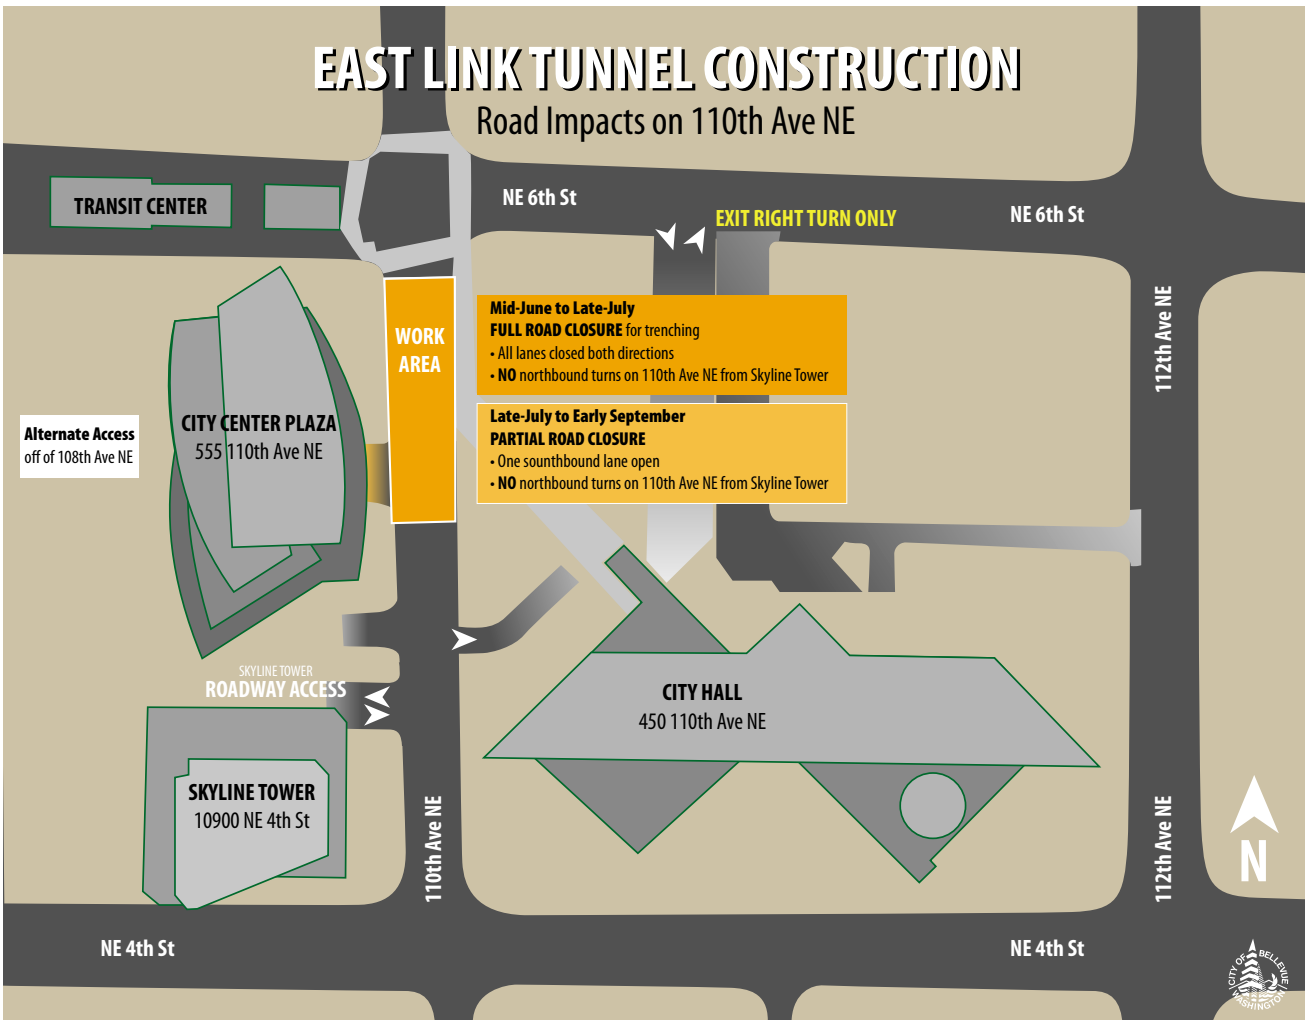 EAST LINK TUNNEL CONSTRUCTION
Road Impacts on 110th Ave NE
TRANSIT CENTER
NE 6th St
EXIT RIGHT TURN ONLY
NE 6th St
Mid-June to Late-July
FULL ROAD CLOSURE for trenching
• All lanes closed both directions
• NO northbound turns on 110th Ave NE from Skyline Tower
WORK
AREA
112th Ave NE
Late-July to Early September
PARTIAL ROAD CLOSURE
• One sounthbound lane open
• NO northbound turns on 110th Ave NE from Skyline Tower
CITY CENTER PLAZA
555 110th Ave NE
Alternate Access
off of 108th Ave NE
SKYLINE TOWER
ROADWAY ACCESS
CITY HALL
450 110th Ave NE
SKYLINE TOWER
10900 NE 4th St
110th Ave NE
112th Ave NE
N
NE 4th St
NE 4th St
CITY OF BELLEVUE
WASHINGTON